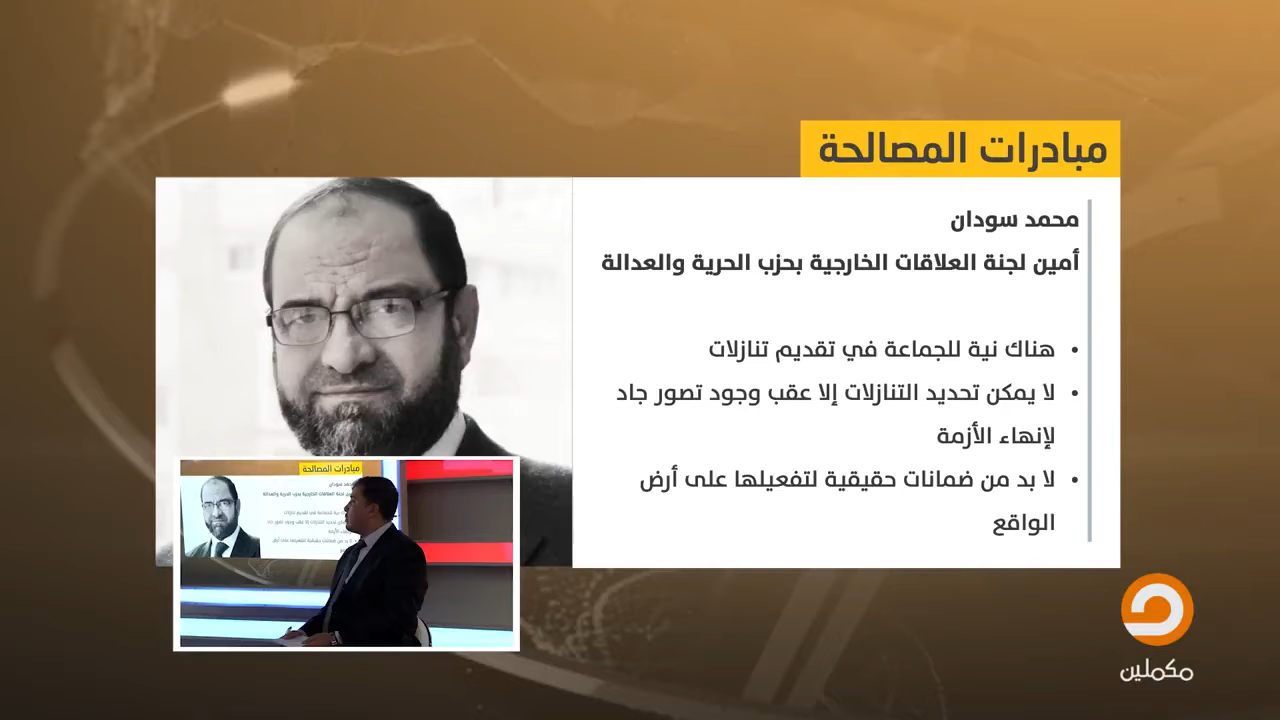 مبادرات المصالحة
محمد سودان
أمين لجنة العلاقات الخارجية بحزب الحرية والعدالة
• هناك نية للجماعة في تقديم تنازلات
• لا يمكن تحديد التنازلات إلا عقب وجود تصور جاد
لإنهاء الأزمة
• لا بد من ضمانات حقيقية لتفعيلها على أرض
الواقع
مبادرات المصالحة
مكملين